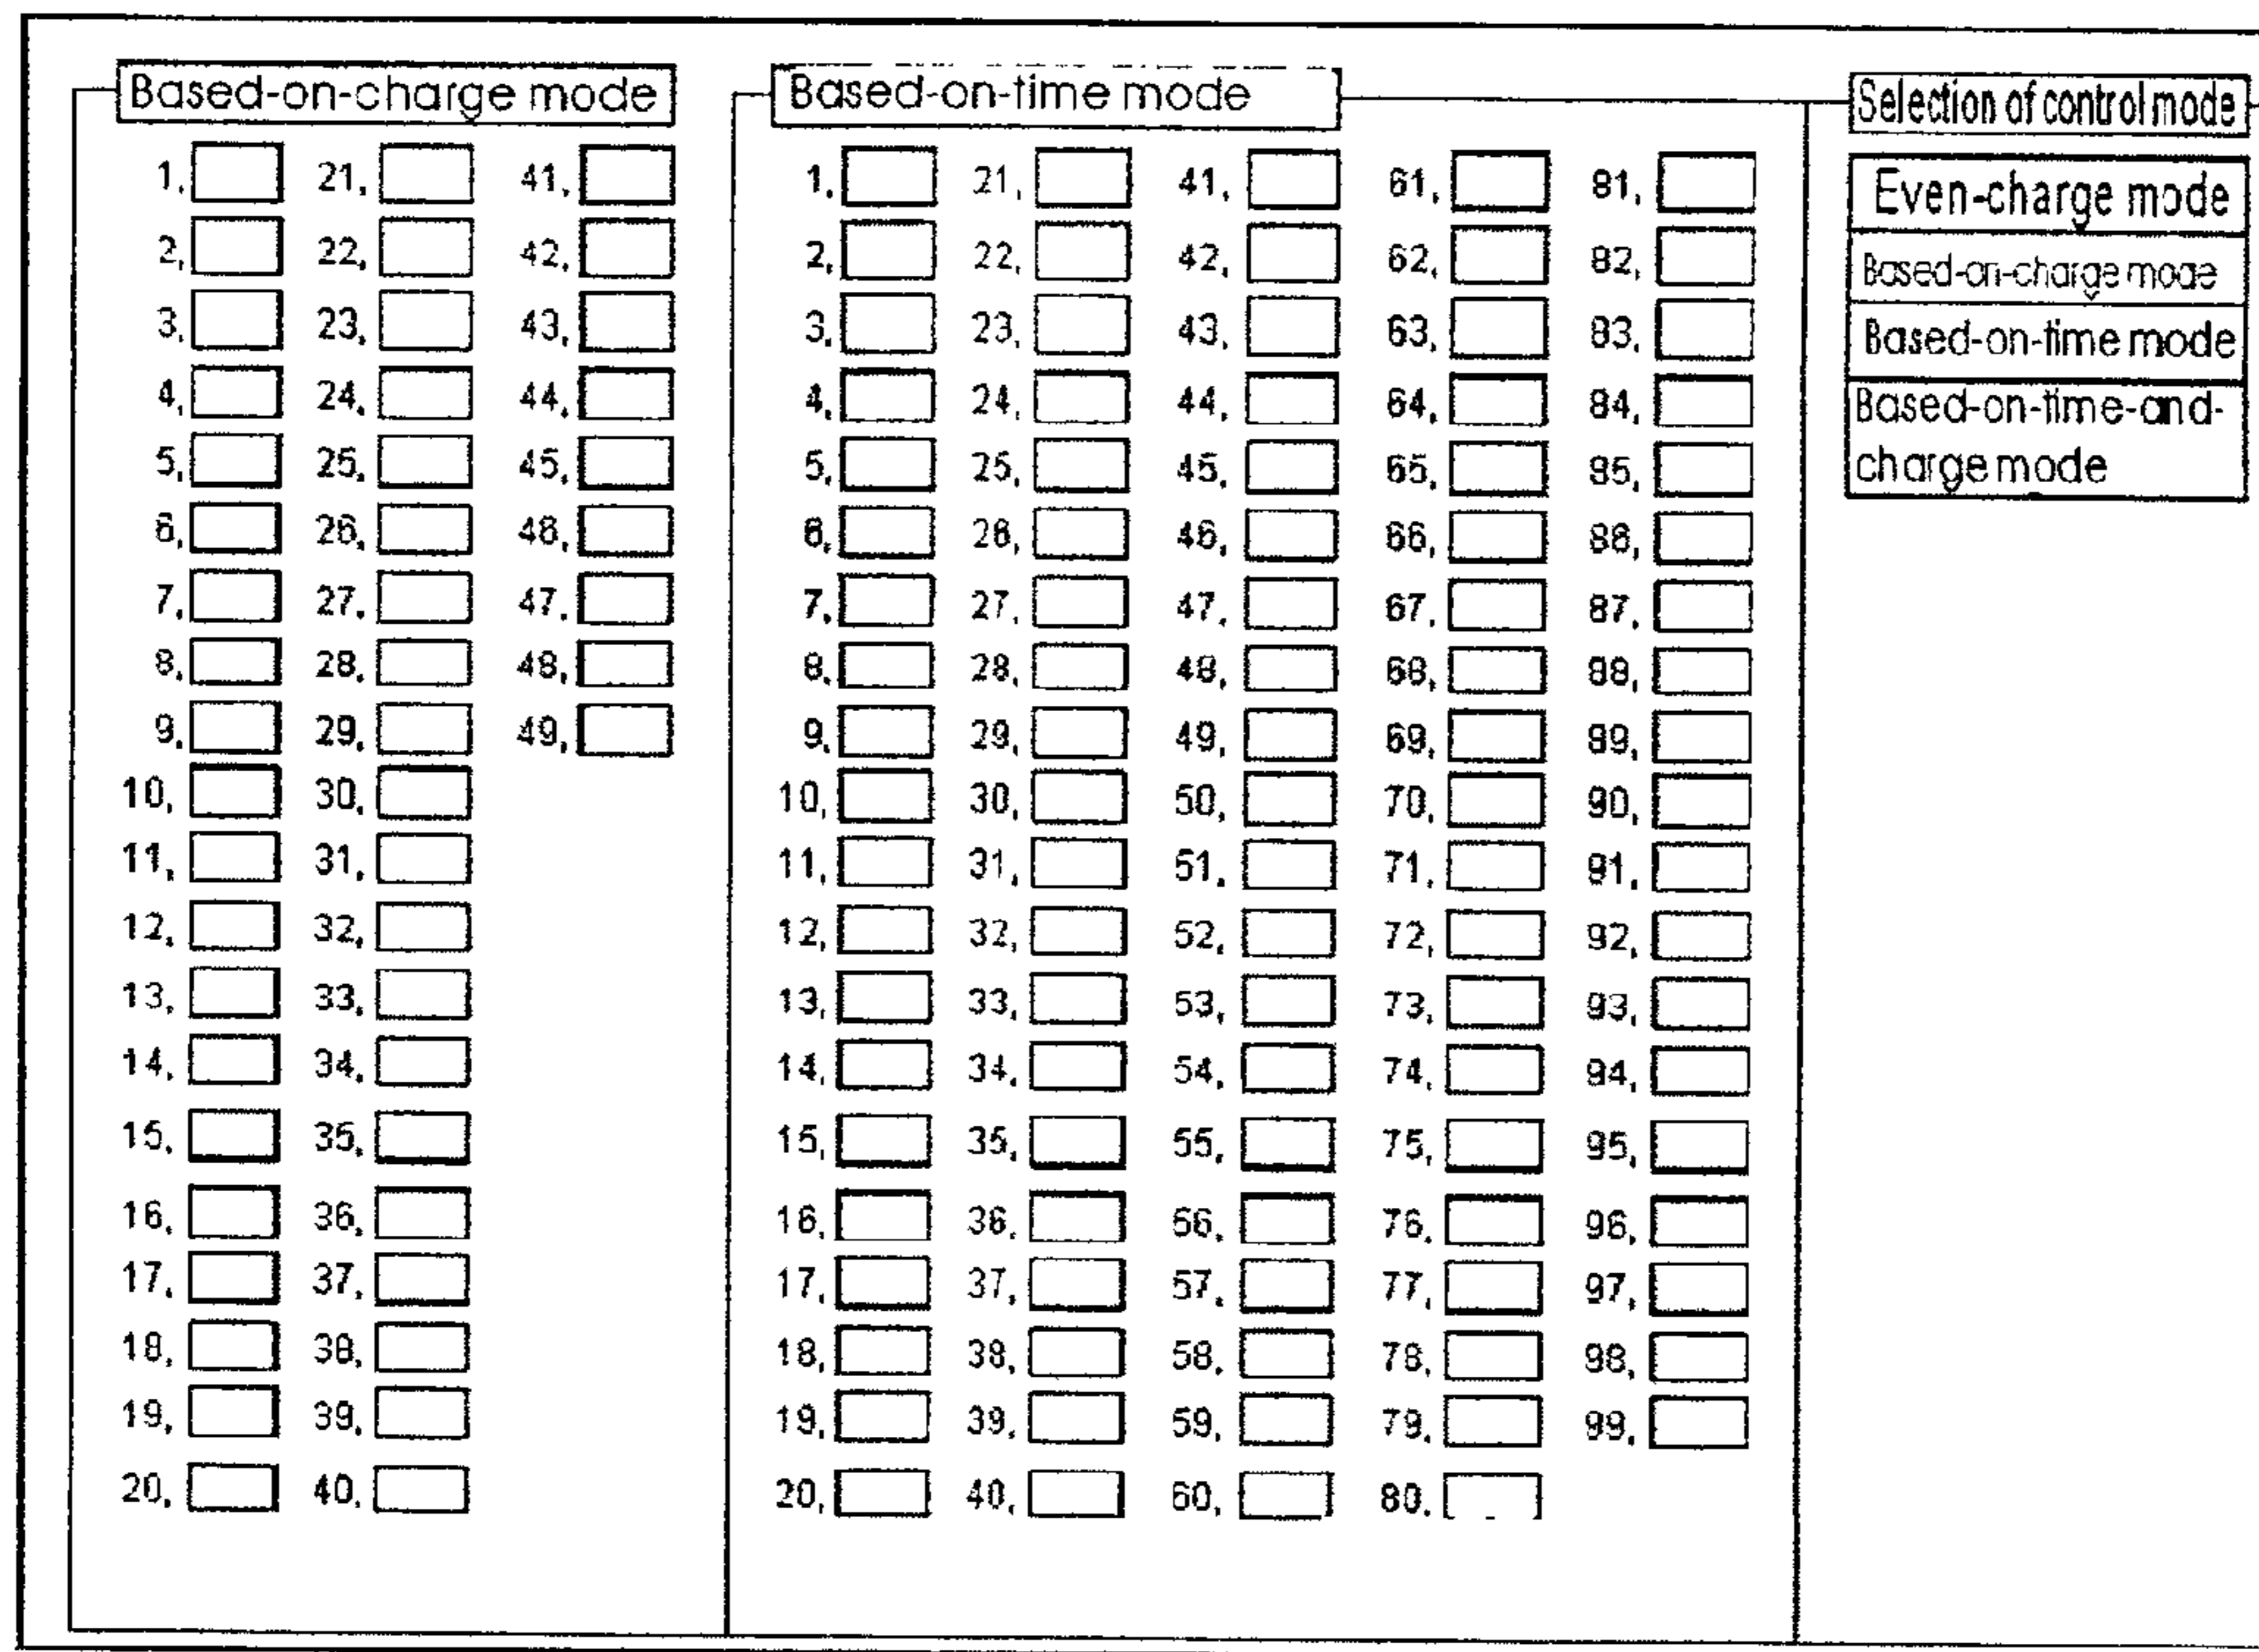 Based-on-charge mode
1, 21, 41,
2, 22, 42,
3, 23, 43,
4, 24, 44,
5, 25, 45,
6, 26, 46,
7, 27, 47,
8, 28, 48,
9, 29, 49,
10, 30,
11, 31,
12, 32,
13, 33,
14, 34,
15, 35,
16, 36,
17, 37,
18, 38,
19, 39,
20, 40,
Based-on-time mode
1, 21, 41, 61, 81,
2, 22, 42, 62, 82,
3, 23, 43, 63, 83,
4, 24, 44, 64, 84,
5, 25, 45, 65, 85,
6, 26, 46, 66, 86,
7, 27, 47, 67, 87,
8, 28, 48, 68, 88,
9, 29, 49, 69, 89,
10, 30, 50, 70, 90,
11, 31, 51, 71, 91,
12, 32, 52, 72, 92,
13, 33, 53, 73, 93,
14, 34, 54, 74, 94,
15, 35, 55, 75, 95,
16, 36, 56, 76, 96,
17, 37, 57, 77, 97,
18, 38, 58, 78, 98,
19, 39, 59, 79, 99,
20, 40, 60, 80,
Selection of control mode
Even-charge mode
Based-on-charge mode
Based-on-time mode
Based-on-time-and-
charge mode